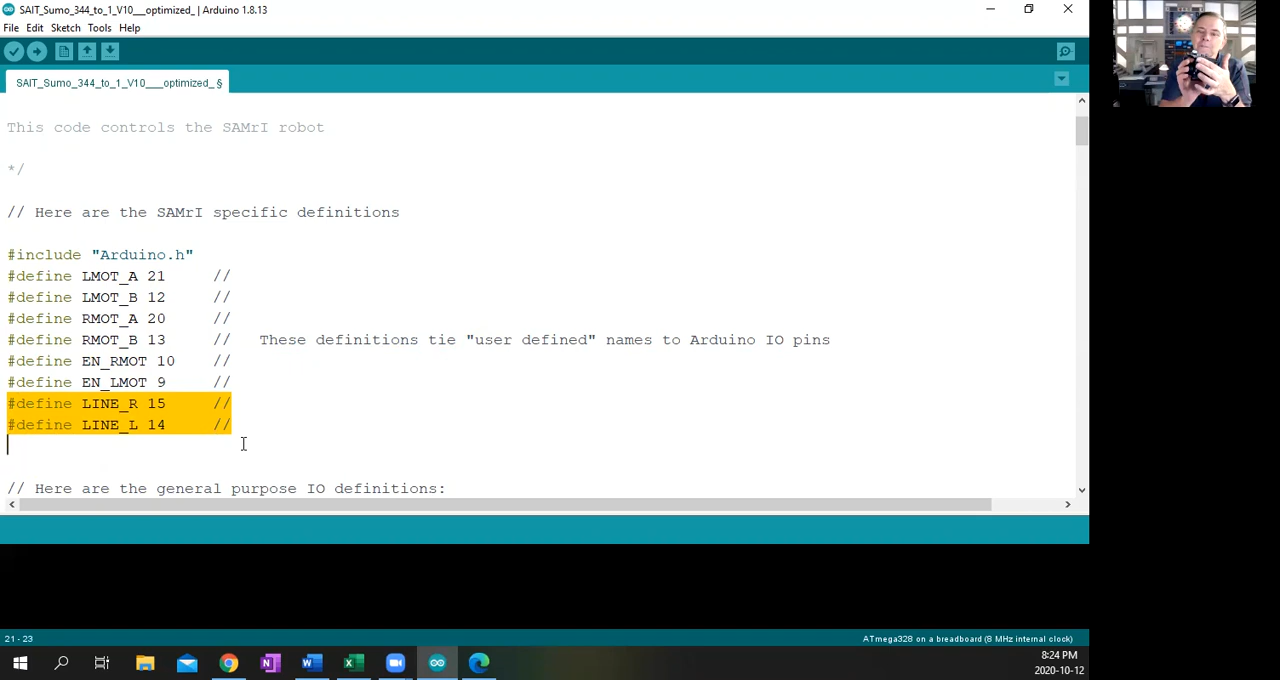 SAIT_Sumo_344_to_1_V10___optimized_ | Arduino 1.8.13
File Edit Sketch Tools Help
SAIT_Sumo_344_to_1_V10___optimized_ §
This code controls the SAMrI robot
*/
// Here are the SAMrI specific definitions
#include "Arduino.h"
#define LMOT_A 21 //
#define LMOT_B 12 //
#define RMOT_A 20 //
#define RMOT_B 13 // These definitions tie "user defined" names to Arduino IO pins
#define EN_RMOT 10 //
#define EN_LMOT 9 //
#define LINE_R 15 //
#define LINE_L 14 //
// Here are the general purpose IO definitions:
21 - 23 ATmega328 on a breadboard (8 MHz internal clock)
8:24 PM
2020-10-12